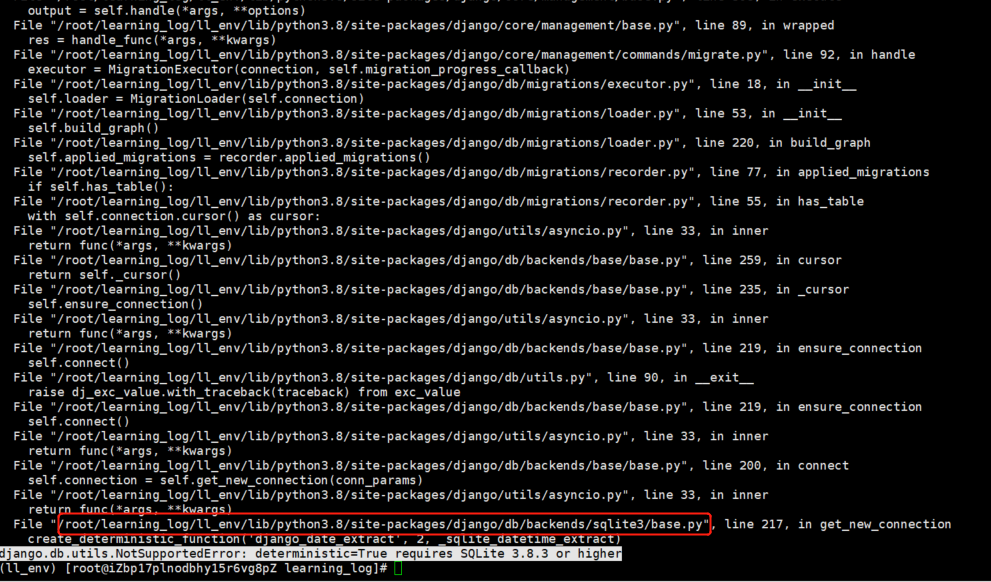 output = self.handle(*args, **options)
File "/root/learning_log/ll_env/lib/python3.8/site-packages/django/core/management/base.py", line 89, in wrapped
res = handle_func(*args, **kwargs)
File "/root/learning_log/ll_env/lib/python3.8/site-packages/django/core/management/commands/migrate.py", line 92, in handle
executor = MigrationExecutor(connection, self.migration_progress_callback)
File "/root/learning_log/ll_env/lib/python3.8/site-packages/django/db/migrations/executor.py", line 18, in __init__
self.loader = MigrationLoader(self.connection)
File "/root/learning_log/ll_env/lib/python3.8/site-packages/django/db/migrations/loader.py", line 53, in __init__
self.build_graph()
File "/root/learning_log/ll_env/lib/python3.8/site-packages/django/db/migrations/loader.py", line 220, in build_graph
self.applied_migrations = recorder.applied_migrations()
File "/root/learning_log/ll_env/lib/python3.8/site-packages/django/db/migrations/recorder.py", line 77, in applied_migrations
if self.has_table():
File "/root/learning_log/ll_env/lib/python3.8/site-packages/django/db/migrations/recorder.py", line 55, in has_table
with self.connection.cursor() as cursor:
File "/root/learning_log/ll_env/lib/python3.8/site-packages/django/utils/asyncio.py", line 33, in inner
return func(*args, **kwargs)
File "/root/learning_log/ll_env/lib/python3.8/site-packages/django/db/backends/base/base.py", line 259, in cursor
return self._cursor()
File "/root/learning_log/ll_env/lib/python3.8/site-packages/django/db/backends/base/base.py", line 235, in _cursor
self.ensure_connection()
File "/root/learning_log/ll_env/lib/python3.8/site-packages/django/utils/asyncio.py", line 33, in inner
return func(*args, **kwargs)
File "/root/learning_log/ll_env/lib/python3.8/site-packages/django/db/backends/base/base.py", line 219, in ensure_connection
self.connect()
File "/root/learning_log/ll_env/lib/python3.8/site-packages/django/db/utils.py", line 90, in __exit__
raise dj_exc_value.with_traceback(traceback) from exc_value
File "/root/learning_log/ll_env/lib/python3.8/site-packages/django/db/backends/base/base.py", line 219, in ensure_connection
self.connect()
File "/root/learning_log/ll_env/lib/python3.8/site-packages/django/utils/asyncio.py", line 33, in inner
return func(*args, **kwargs)
File "/root/learning_log/ll_env/lib/python3.8/site-packages/django/db/backends/base/base.py", line 200, in connect
self.connection = self.get_new_connection(conn_params)
File "/root/learning_log/ll_env/lib/python3.8/site-packages/django/utils/asyncio.py", line 33, in inner
return func(*args, **kwargs)
File "/root/learning_log/ll_env/lib/python3.8/site-packages/django/db/backends/sqlite3/base.py", line 217, in get_new_connection
create_deterministic_function('django_date_extract', 2, _sqlite_datetime_extract)
django.db.utils.NotSupportedError: deterministic=True requires SQLite 3.8.3 or higher
(ll_env) [root@iZbp17plnodbhy15r6vg8pZ learning_log]#